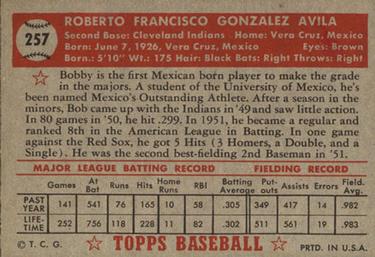 257
ROBERTO FRANCISCO GONZALEZ AVILA
Second Base: Cleveland Indians Home: Vera Cruz, Mexico
Born: June 7, 1926, Vera Cruz, Mexico Eyes: Brown
Born: 5'10" Wt.: 175 Hair: Black Bats: Right Throws: Right
Bobby is the first Mexican born player to make the grade
in the majors. A student of the University of Mexico, he's
been named Mexico's Outstanding Athlete. After a season in
the minors, Bob came up with the Indians in '49 and saw little action.
In 80 games in '50, he hit .299. In 1951, he became a regular and
ranked 8th in the American League in Batting. In one game
against the Red Sox, he got 5 Hits (3 Homers, a Double, and a
Single). He was the second-best fielding 2nd Baseman in '51.
MAJOR LEAGUE BATTING RECORD FIELDING RECORD
Games At Bat Runs Hits Home Runs RBI Batting Average Put-outs Assists Errors Field. Avg.
PAST YEAR 141 541 76 165 10 58 .305 349 417 14 .982
LIFE-TIME 252 756 118 228 11 82 .302 511 561 19 .983
© T. C. G. TOPPS BASEBALL PRTD. IN U.S.A.